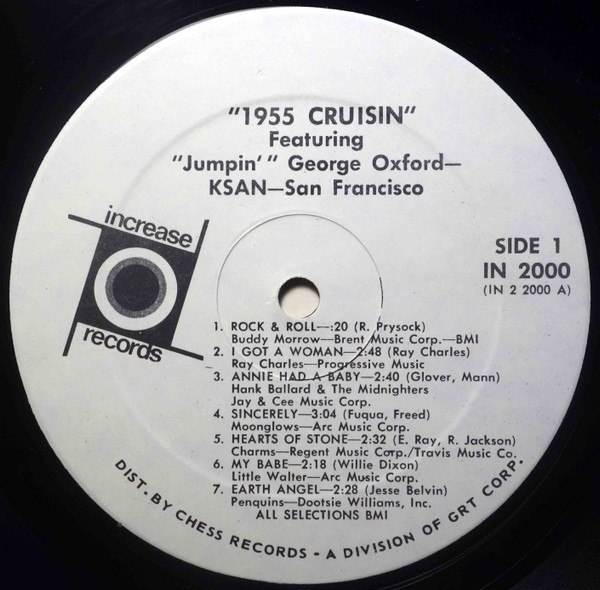 "1955 CRUISIN"
Featuring
"Jumpin'" George Oxford—
KSAN—San Francisco
increase
records
SIDE 1
IN 2000
(IN 2 2000 A)
1. ROCK & ROLL—:20 (R. Prysock)
Buddy Morrow—Brent Music Corp.—BMI
2. I GOT A WOMAN—2:48 (Ray Charles)
Ray Charles—Progressive Music
3. ANNIE HAD A BABY—2:40 (Glover, Mann)
Hank Ballard & The Midnighters
Jay & Cee Music Corp.
4. SINCERELY—3:04 (Fuqua, Freed)
Moonglows—Arc Music Corp.
5. HEARTS OF STONE—2:32 (E. Ray, R. Jackson)
Charms—Regent Music Corp./Travis Music Co.
6. MY BABE—2:18 (Willie Dixon)
Little Walter—Arc Music Corp.
7. EARTH ANGEL—2:28 (Jesse Belvin)
Penquins—Dootsie Williams, Inc.
ALL SELECTIONS BMI
DIST. BY CHESS RECORDS - A DIVISION OF GRT CORP.